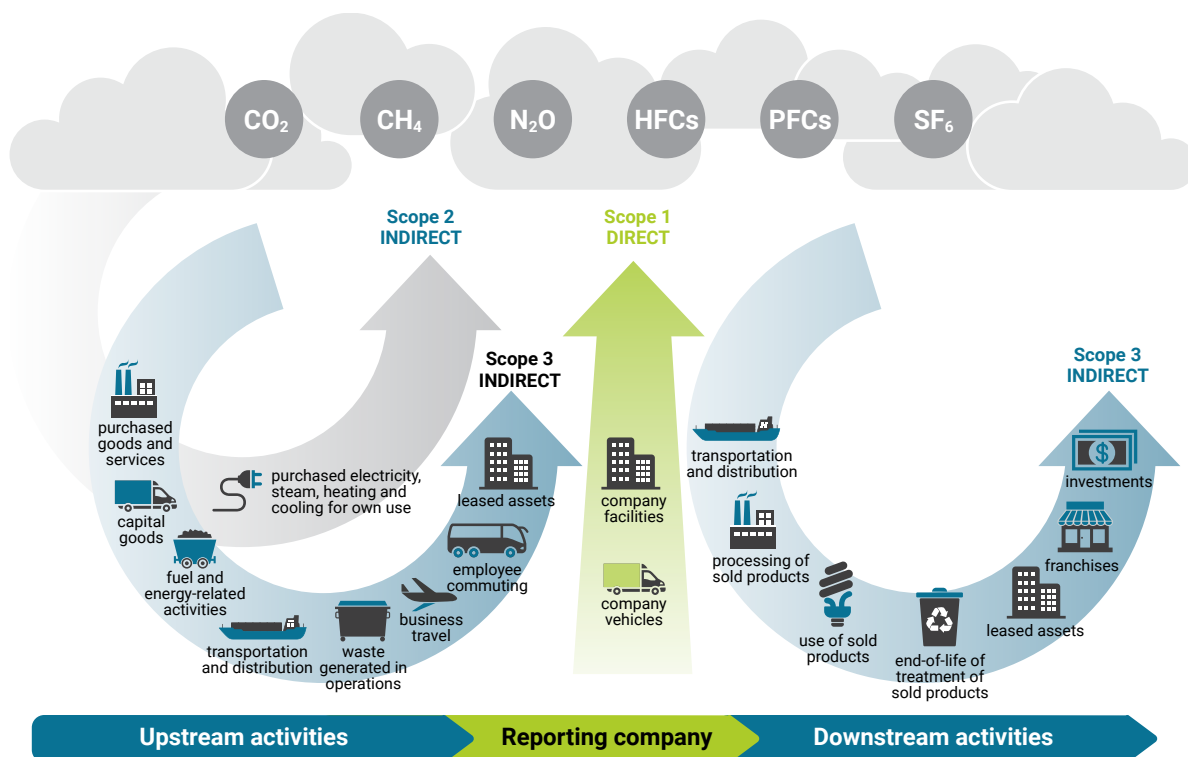 CO₂
CH₄
N₂O
HFCs
PFCs
SF₆
Scope 2
INDIRECT
Scope 1
DIRECT
Scope 3
INDIRECT
Scope 3
INDIRECT
purchased
goods and
services
capital
goods
fuel and
energy-related
activities
purchased electricity,
steam, heating and
cooling for own use
transportation
and distribution
waste
generated in
operations
business
travel
employee
commuting
leased assets
company
facilities
company
vehicles
transportation
and distribution
processing of
sold products
use of sold
products
end-of-life of
treatment of
sold products
leased assets
franchises
$
investments
Upstream activities
Reporting company
Downstream activities